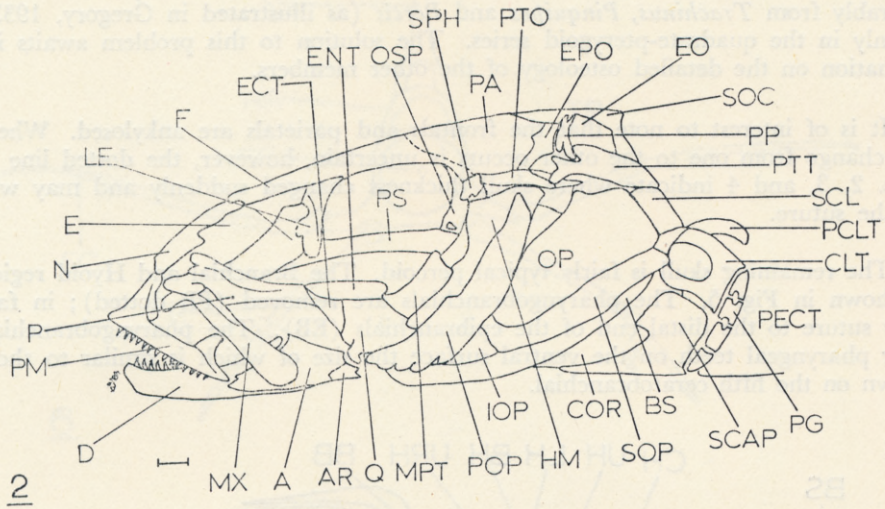 SPH PTO
ENT OSP EPO EO
ECT PA SOC
F PP
LE PTT
PS SCL
E PCLT
N OP CLT
P PECT
PM
IOP COR BS PG
D SOP SCAP
MX A AR Q MPT POP HM
2